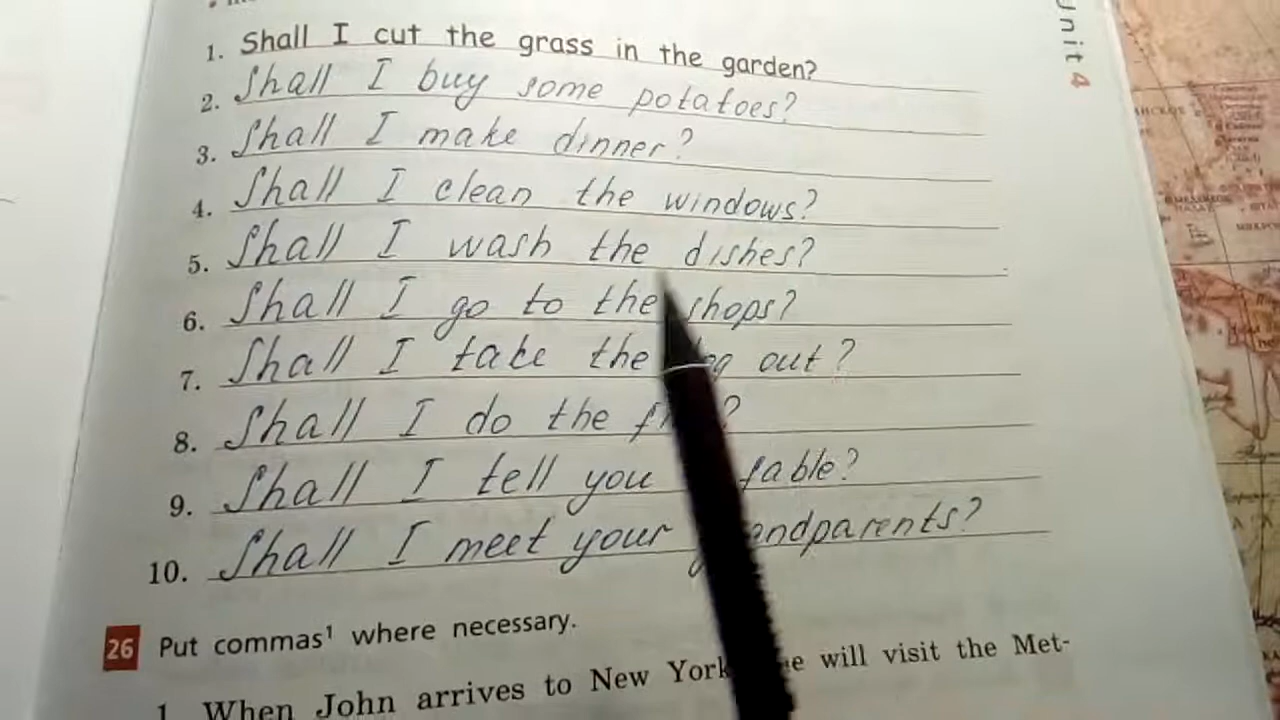 Unit 4
1. Shall I cut the grass in the garden?
2. Shall I buy some potatoes?
3. Shall I make dinner?
4. Shall I clean the windows?
5. Shall I wash the dishes?
6. Shall I go to the shops?
7. Shall I take the out?
8. Shall I do the
9. Shall I tell you fable?
10. Shall I meet your
26 Put commas¹ where necessary.
1. When John arrives to New York will visit the Met-